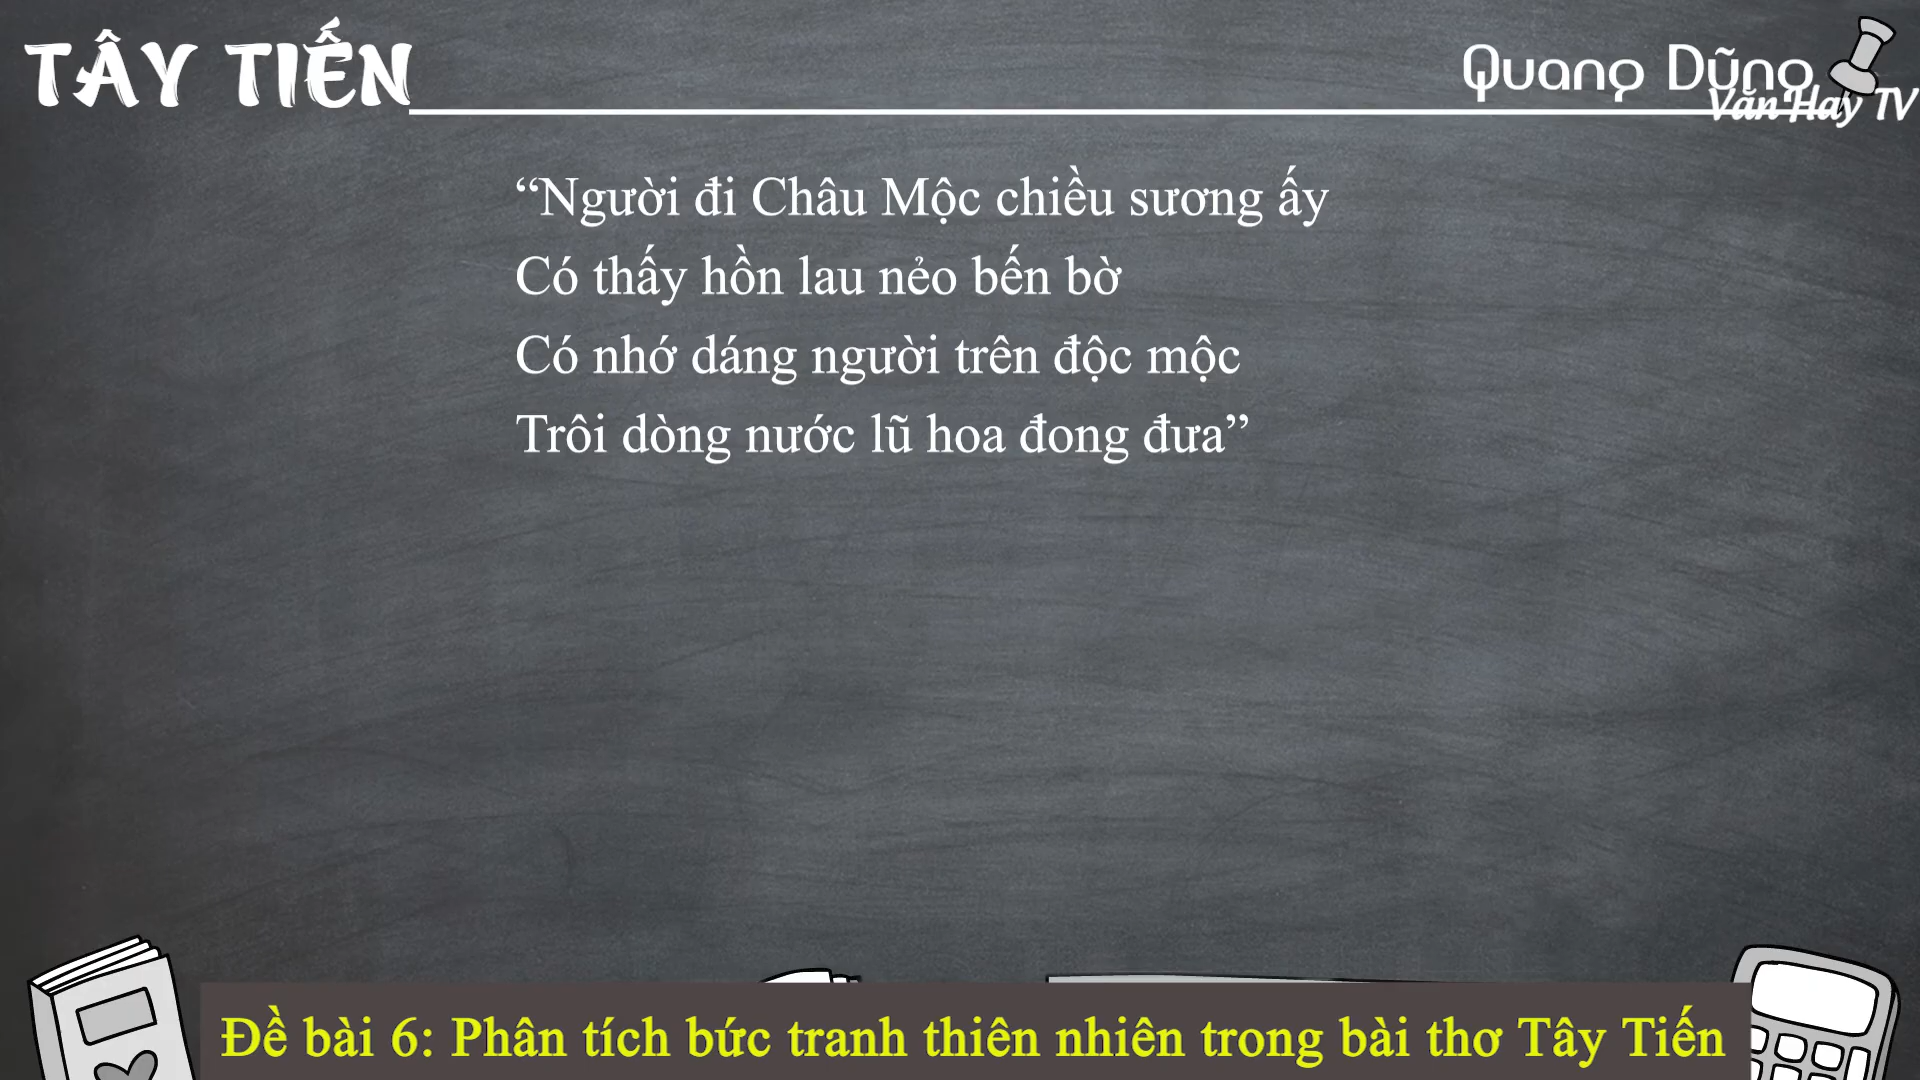 TÂY TIẾN
Quang Dũng
Văn Hay TV
“Người đi Châu Mộc chiều sương ấy
Có thấy hồn lau nẻo bến bờ
Có nhớ dáng người trên độc mộc
Trôi dòng nước lũ hoa đong đưa”
Đề bài 6: Phân tích bức tranh thiên nhiên trong bài thơ Tây Tiến